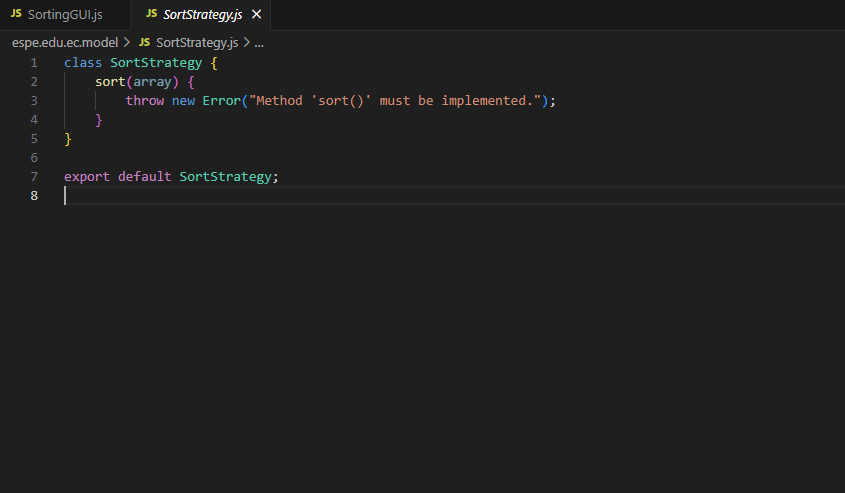 JS SortingGUI.js JS SortStrategy.js ×
espe.edu.ec.model > JS SortStrategy.js > ...
1 class SortStrategy {
2     sort(array) {
3         throw new Error("Method 'sort()' must be implemented.");
4     }
5 }
6
7 export default SortStrategy;
8